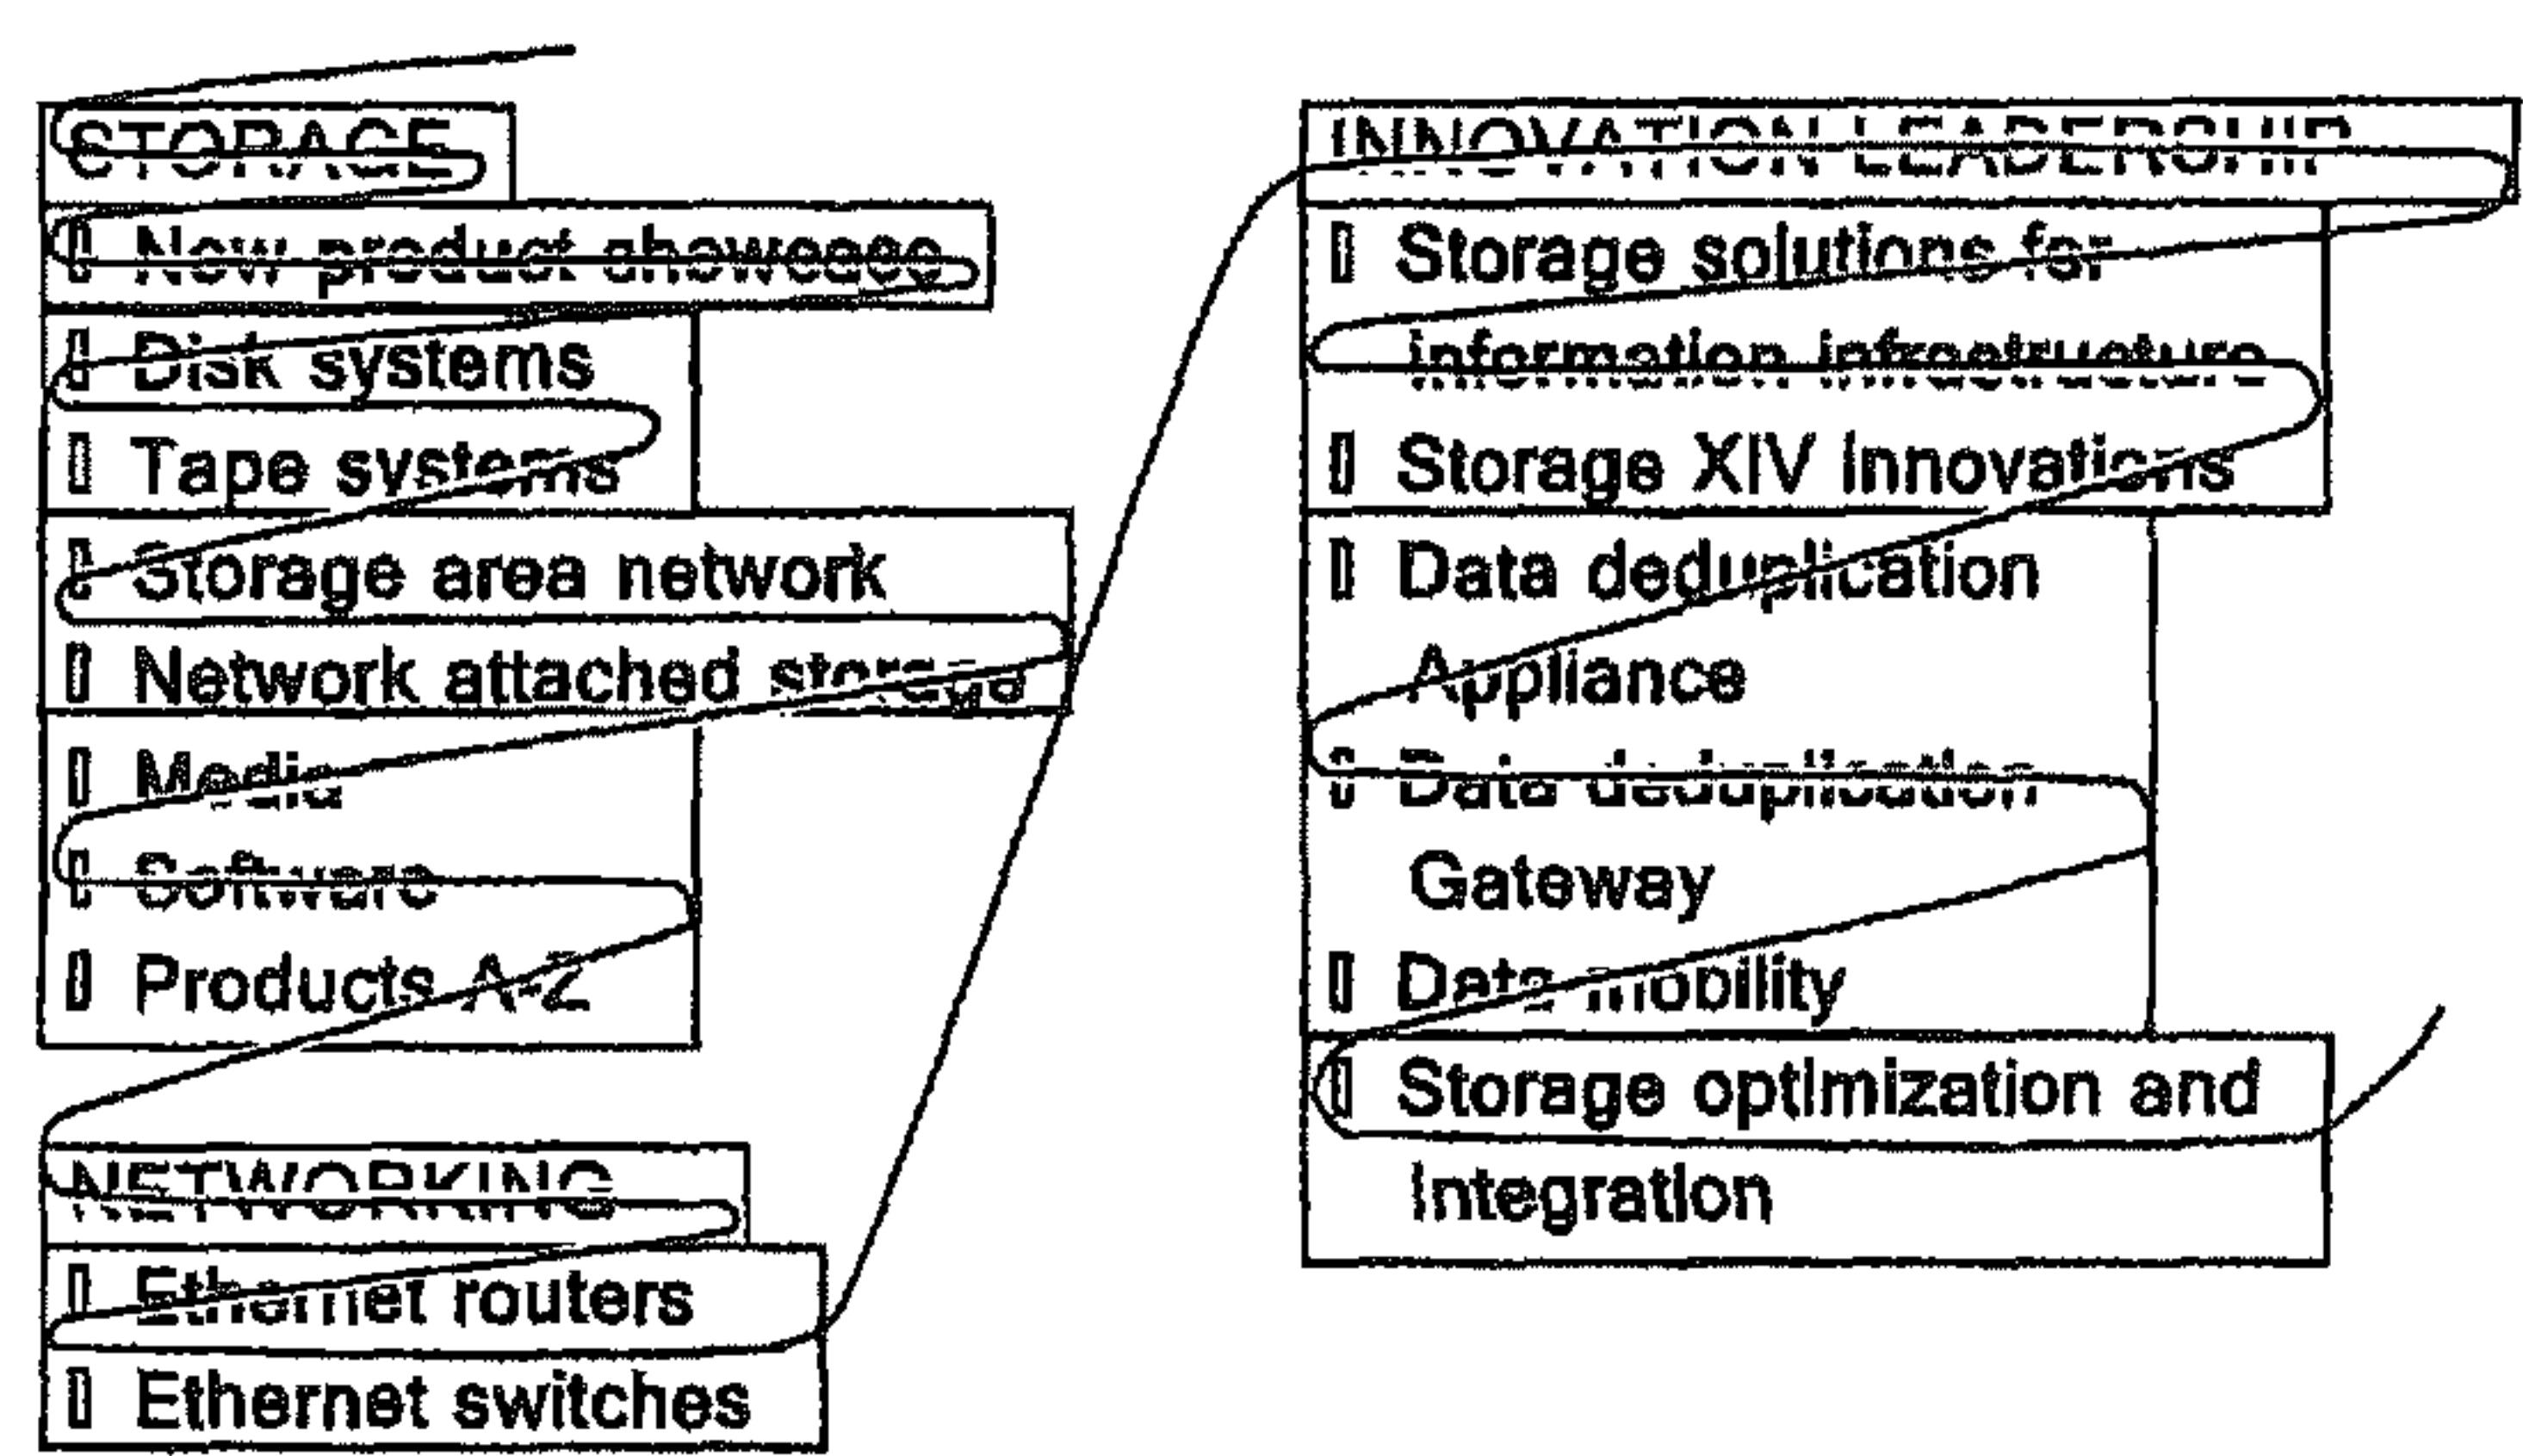 STORAGE
▯ New product showcase
▯ Disk systems
▯ Tape systems
▯ Storage area network
▯ Network attached storage
▯ Media
▯ Software
▯ Products A-Z
NETWORKING
▯ Ethernet routers
▯ Ethernet switches
INNOVATION LEADERSHIP
▯ Storage solutions for
information infrastructure
▯ Storage XIV Innovations
▯ Data deduplication
Appliance
▯ Data deduplication
Gateway
▯ Data mobility
▯ Storage optimization and
Integration